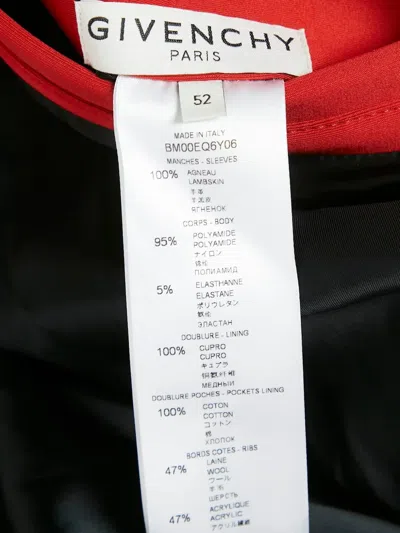 GIVENCHY
PARIS
52
MADE IN ITALY
BM00EQ6Y06
MANCHES - SLEEVES
100% AGNEAU
LAMBSKIN
羊革
ЯГНЕНОК
CORPS - BODY
95% POLYAMIDE
POLYAMIDE
ナイロン
锦纶
ПОЛИАМИД
5% ELASTHANNE
ELASTANE
ポリウレタン
氨纶
ЭЛАСТАН
DOUBLURE - LINING
100% CUPRO
CUPRO
キュプラ
铜氨纤维
МЕДНЫЙ
DOUBLURE POCHES - POCKETS LINING
100% COTON
COTTON
コットン
棉
ХЛОПОК
BORDS COTES - RIBS
47% LAINE
WOOL
ウール
羊毛
ШЕРСТЬ
47% ACRYLIQUE
ACRYLIC
アクリル繊維